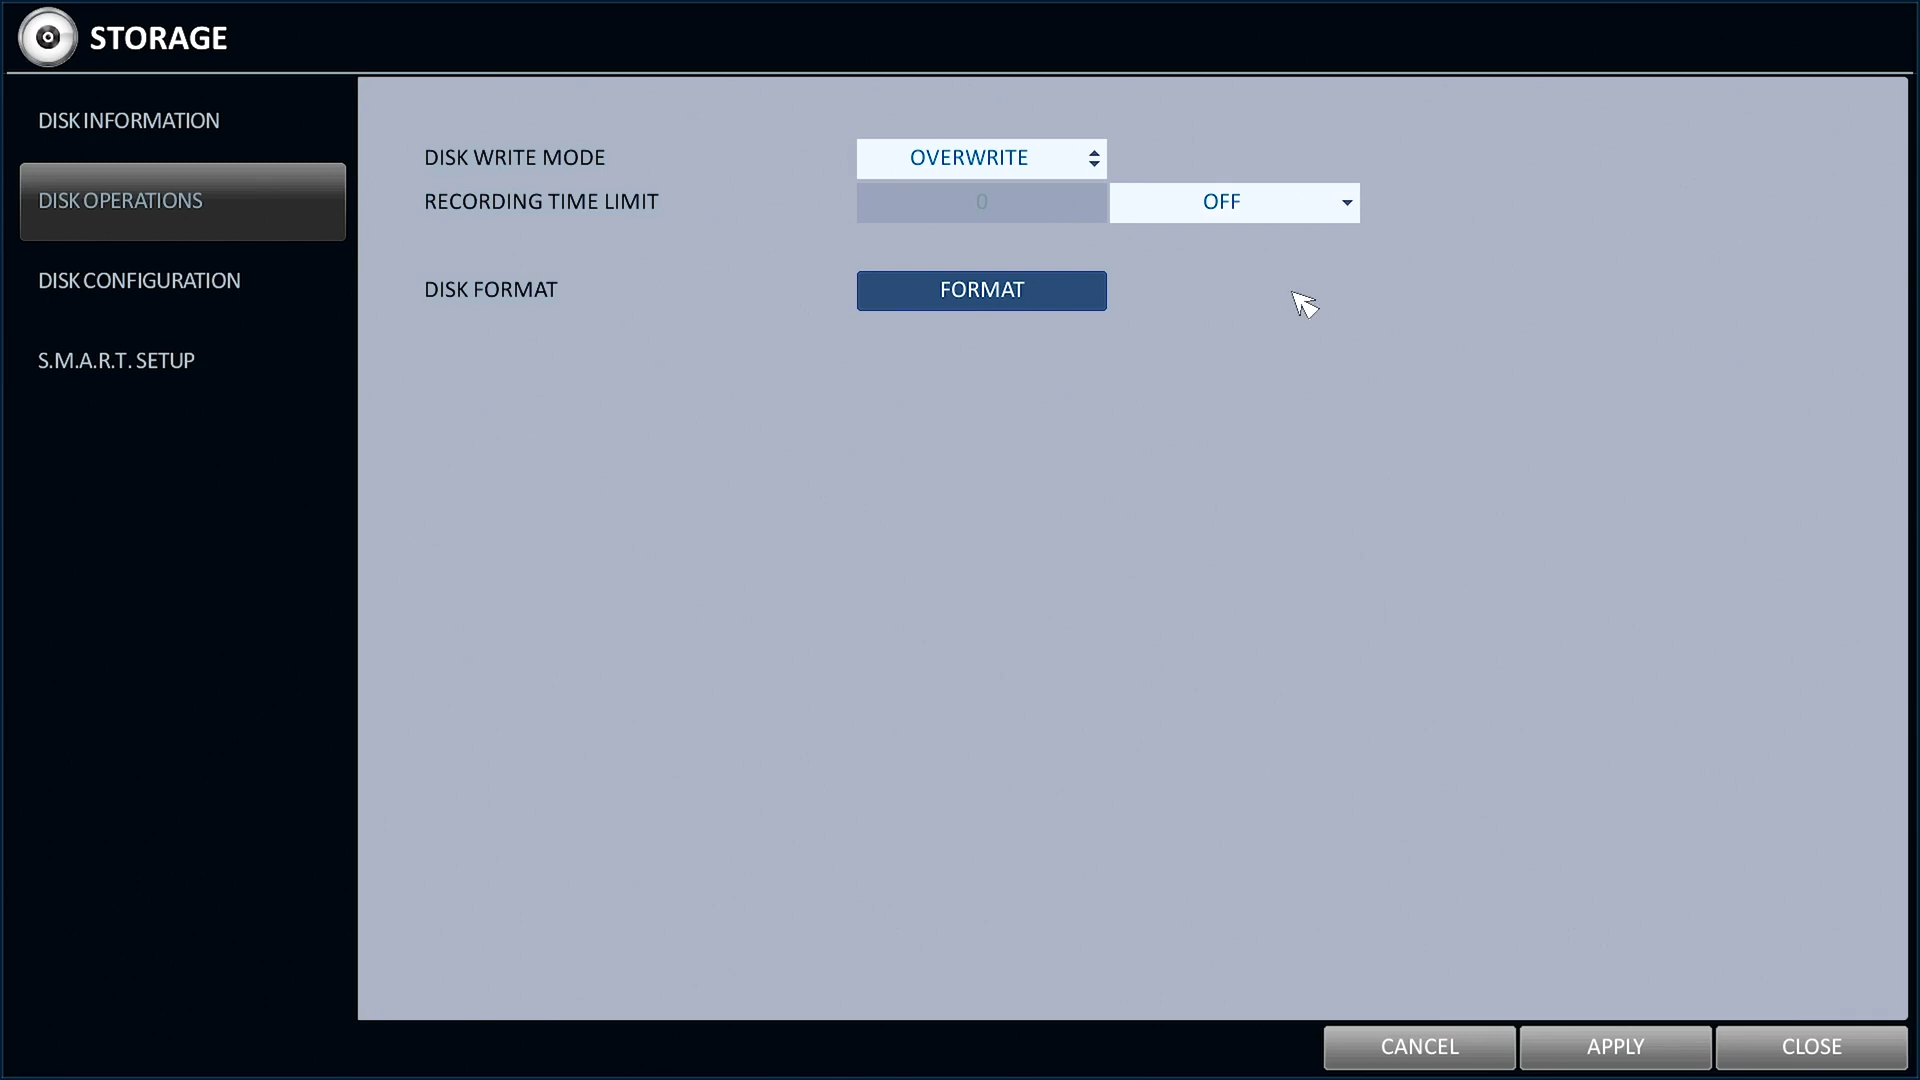 STORAGE
DISK INFORMATION
DISK OPERATIONS
DISK CONFIGURATION
S.M.A.R.T. SETUP
DISK WRITE MODE OVERWRITE
RECORDING TIME LIMIT 0 OFF
DISK FORMAT FORMAT
CANCEL APPLY CLOSE